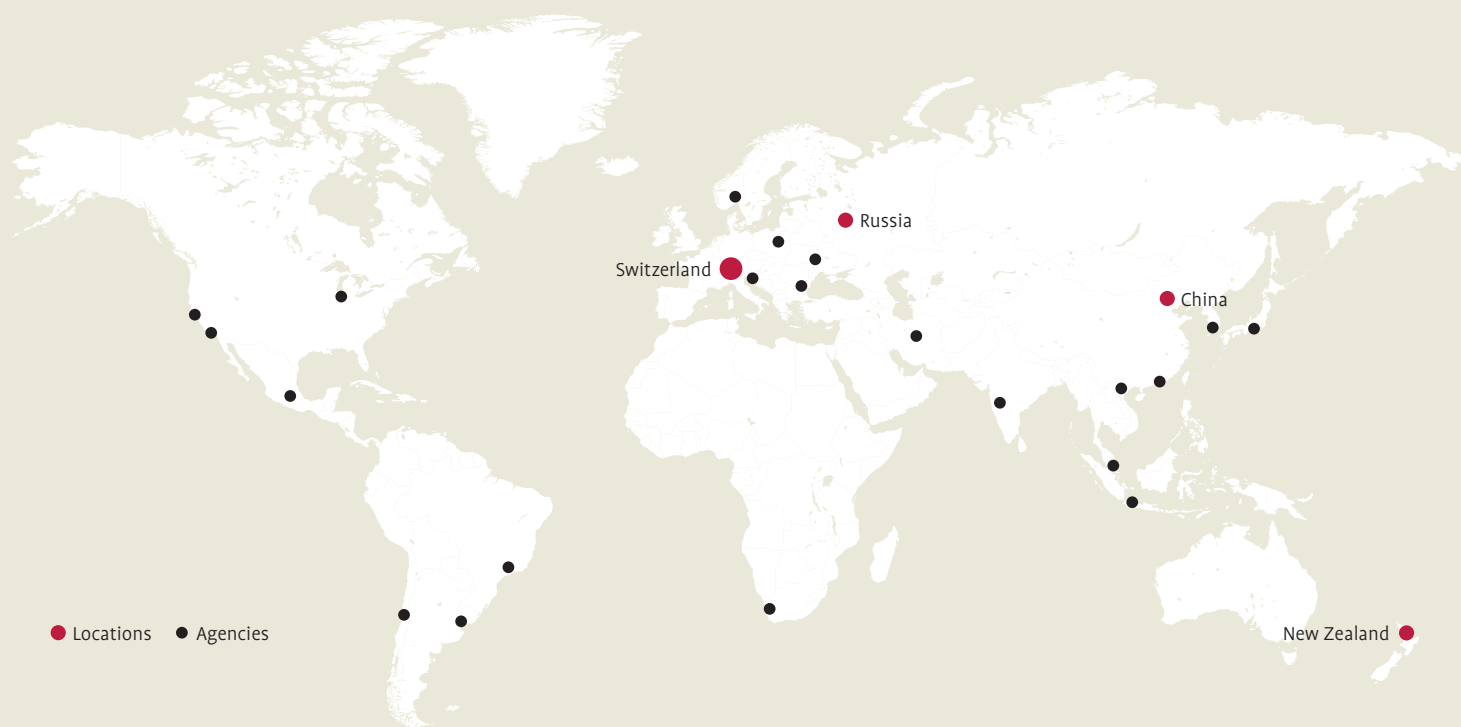 Russia
Switzerland
China
Locations
Agencies
New Zealand